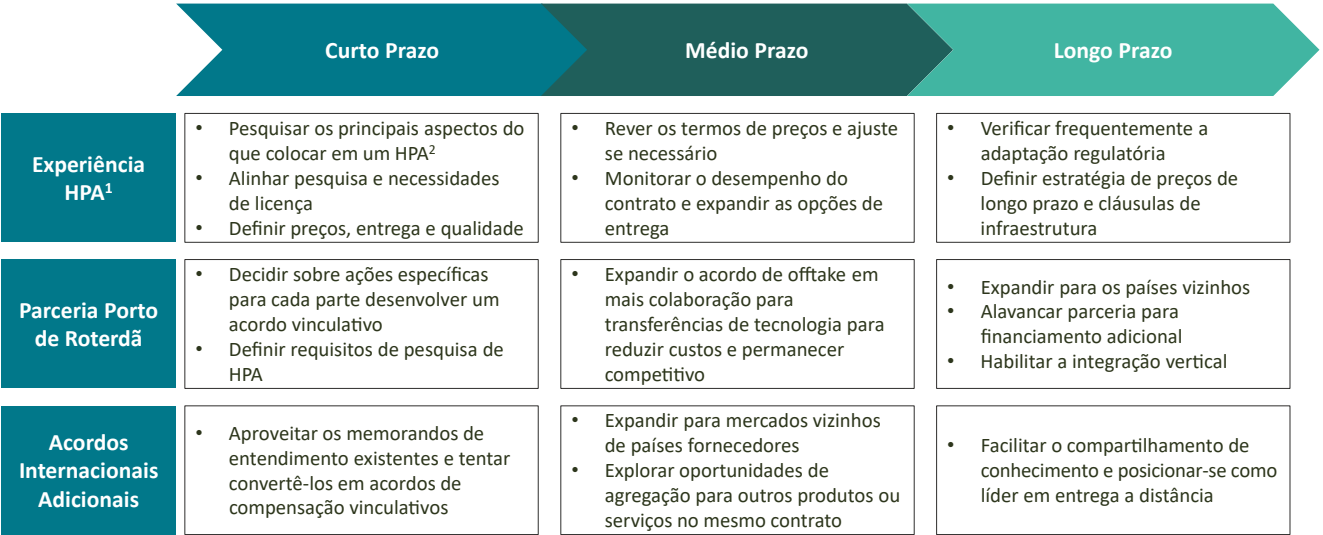 Curto Prazo
Médio Prazo
Longo Prazo
Experiência
HPA¹
• Pesquisar os principais aspectos do
que colocar em um HPA²
• Alinhar pesquisa e necessidades
de licença
• Definir preços, entrega e qualidade
• Rever os termos de preços e ajuste
se necessário
• Monitorar o desempenho do
contrato e expandir as opções de
entrega
• Verificar frequentemente a
adaptação regulatória
• Definir estratégia de preços de
longo prazo e cláusulas de
infraestrutura
Parceria Porto
de Roterdã
• Decidir sobre ações específicas
para cada parte desenvolver um
acordo vinculativo
• Definir requisitos de pesquisa de
HPA
• Expandir o acordo de offtake em
mais colaboração para
transferências de tecnologia para
reduzir custos e permanecer
competitivo
• Expandir para os países vizinhos
• Alavancar parceria para
financiamento adicional
• Habilitar a integração vertical
Acordos
Internacionais
Adicionais
• Aproveitar os memorandos de
entendimento existentes e tentar
convertê-los em acordos de
compensação vinculativos
• Expandir para mercados vizinhos
de países fornecedores
• Explorar oportunidades de
agregação para outros produtos ou
serviços no mesmo contrato
• Facilitar o compartilhamento de
conhecimento e posicionar-se como
líder em entrega a distância